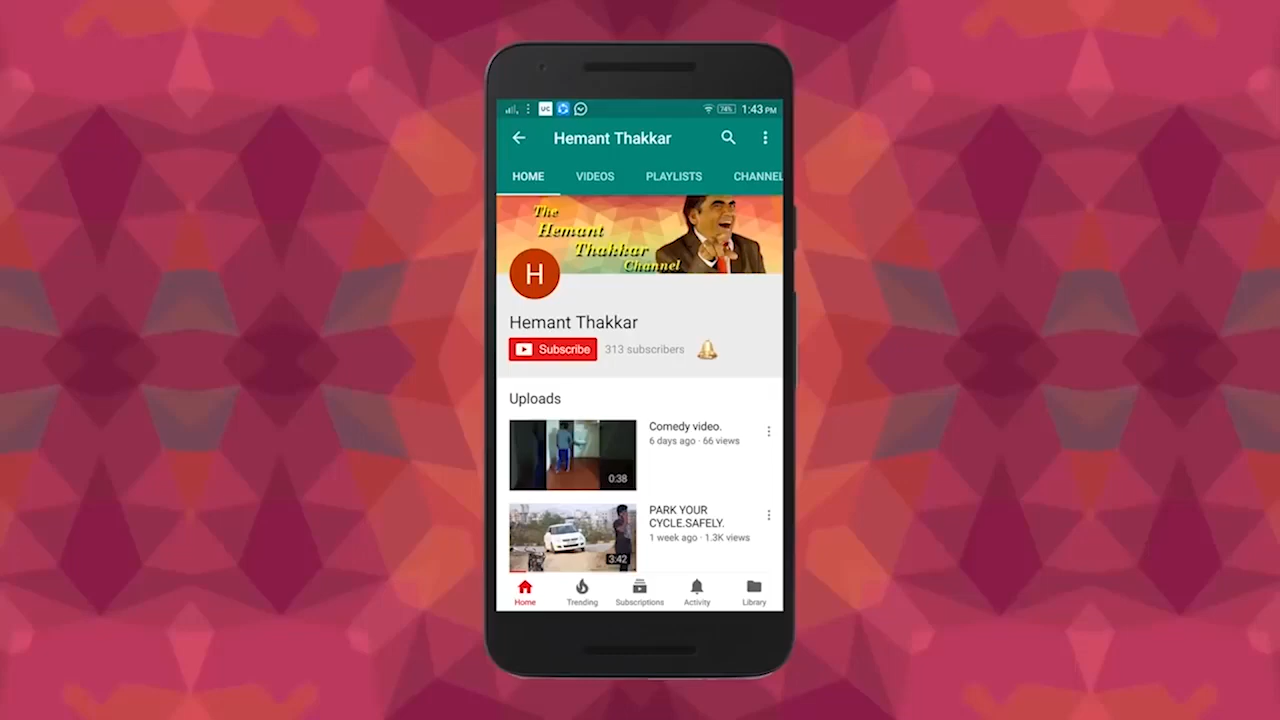 UC 74% 1:43 PM
Hemant Thakkar
HOME VIDEOS PLAYLISTS CHANNEL
The
Hemant
Thakkar
Channel
H
Hemant Thakkar
Subscribe 313 subscribers
Uploads
Comedy video.
6 days ago · 66 views
0:38
PARK YOUR
CYCLE.SAFELY.
1 week ago · 1.3K views
3:42
Home Trending Subscriptions Activity Library